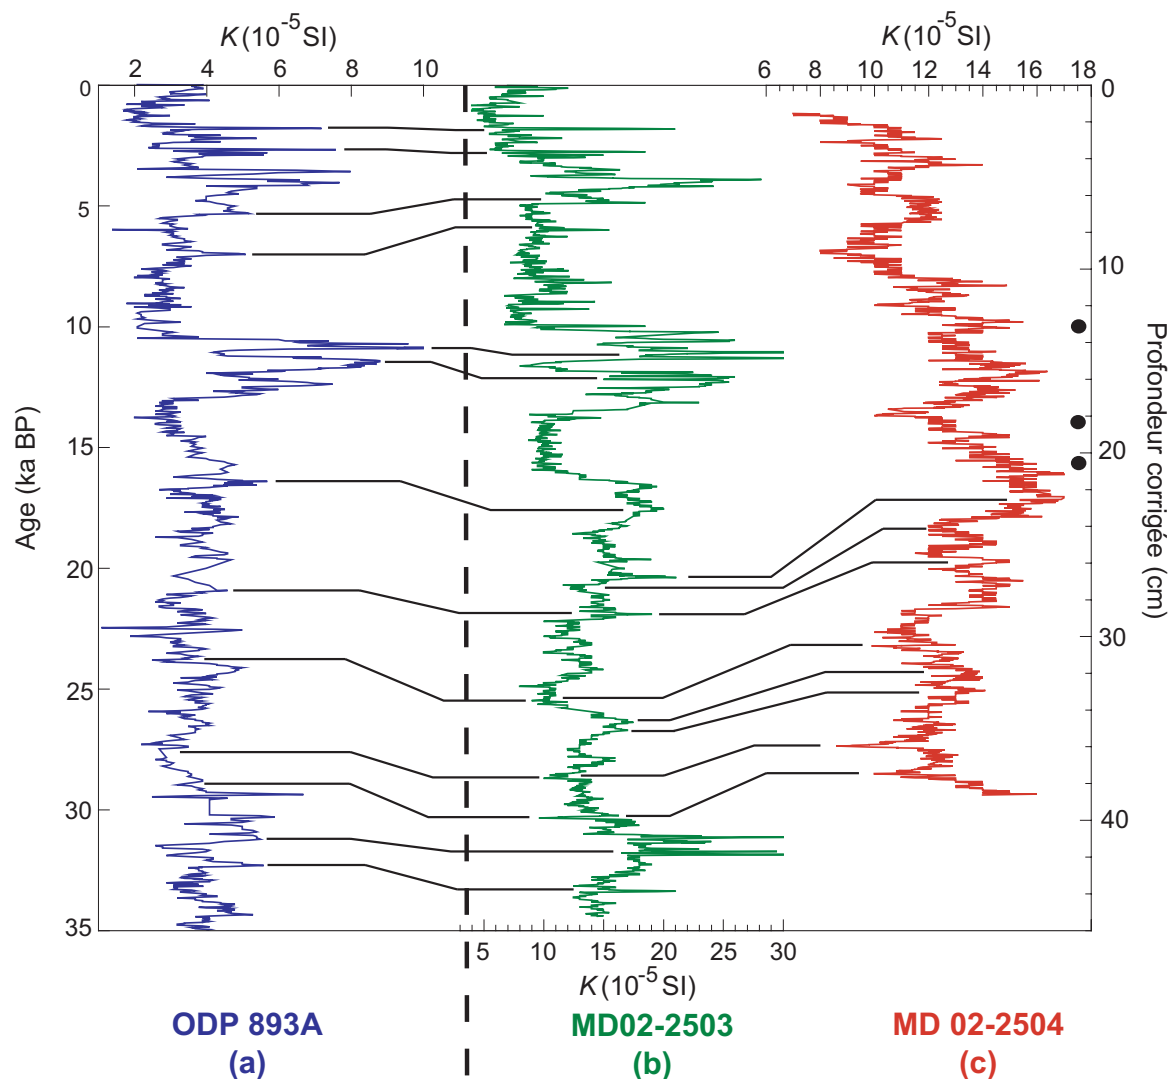 K(10⁻⁵SI)
K(10⁻⁵SI)
2 4 6 8 10
6 8 10 12 14 16 18
0
5
10
15
20
25
30
35
Age (ka BP)
0
10
20
30
40
Profondeur corrigée (cm)
5 10 15 20 25 30
K(10⁻⁵SI)
ODP 893A
(a)
MD02-2503
(b)
MD 02-2504
(c)